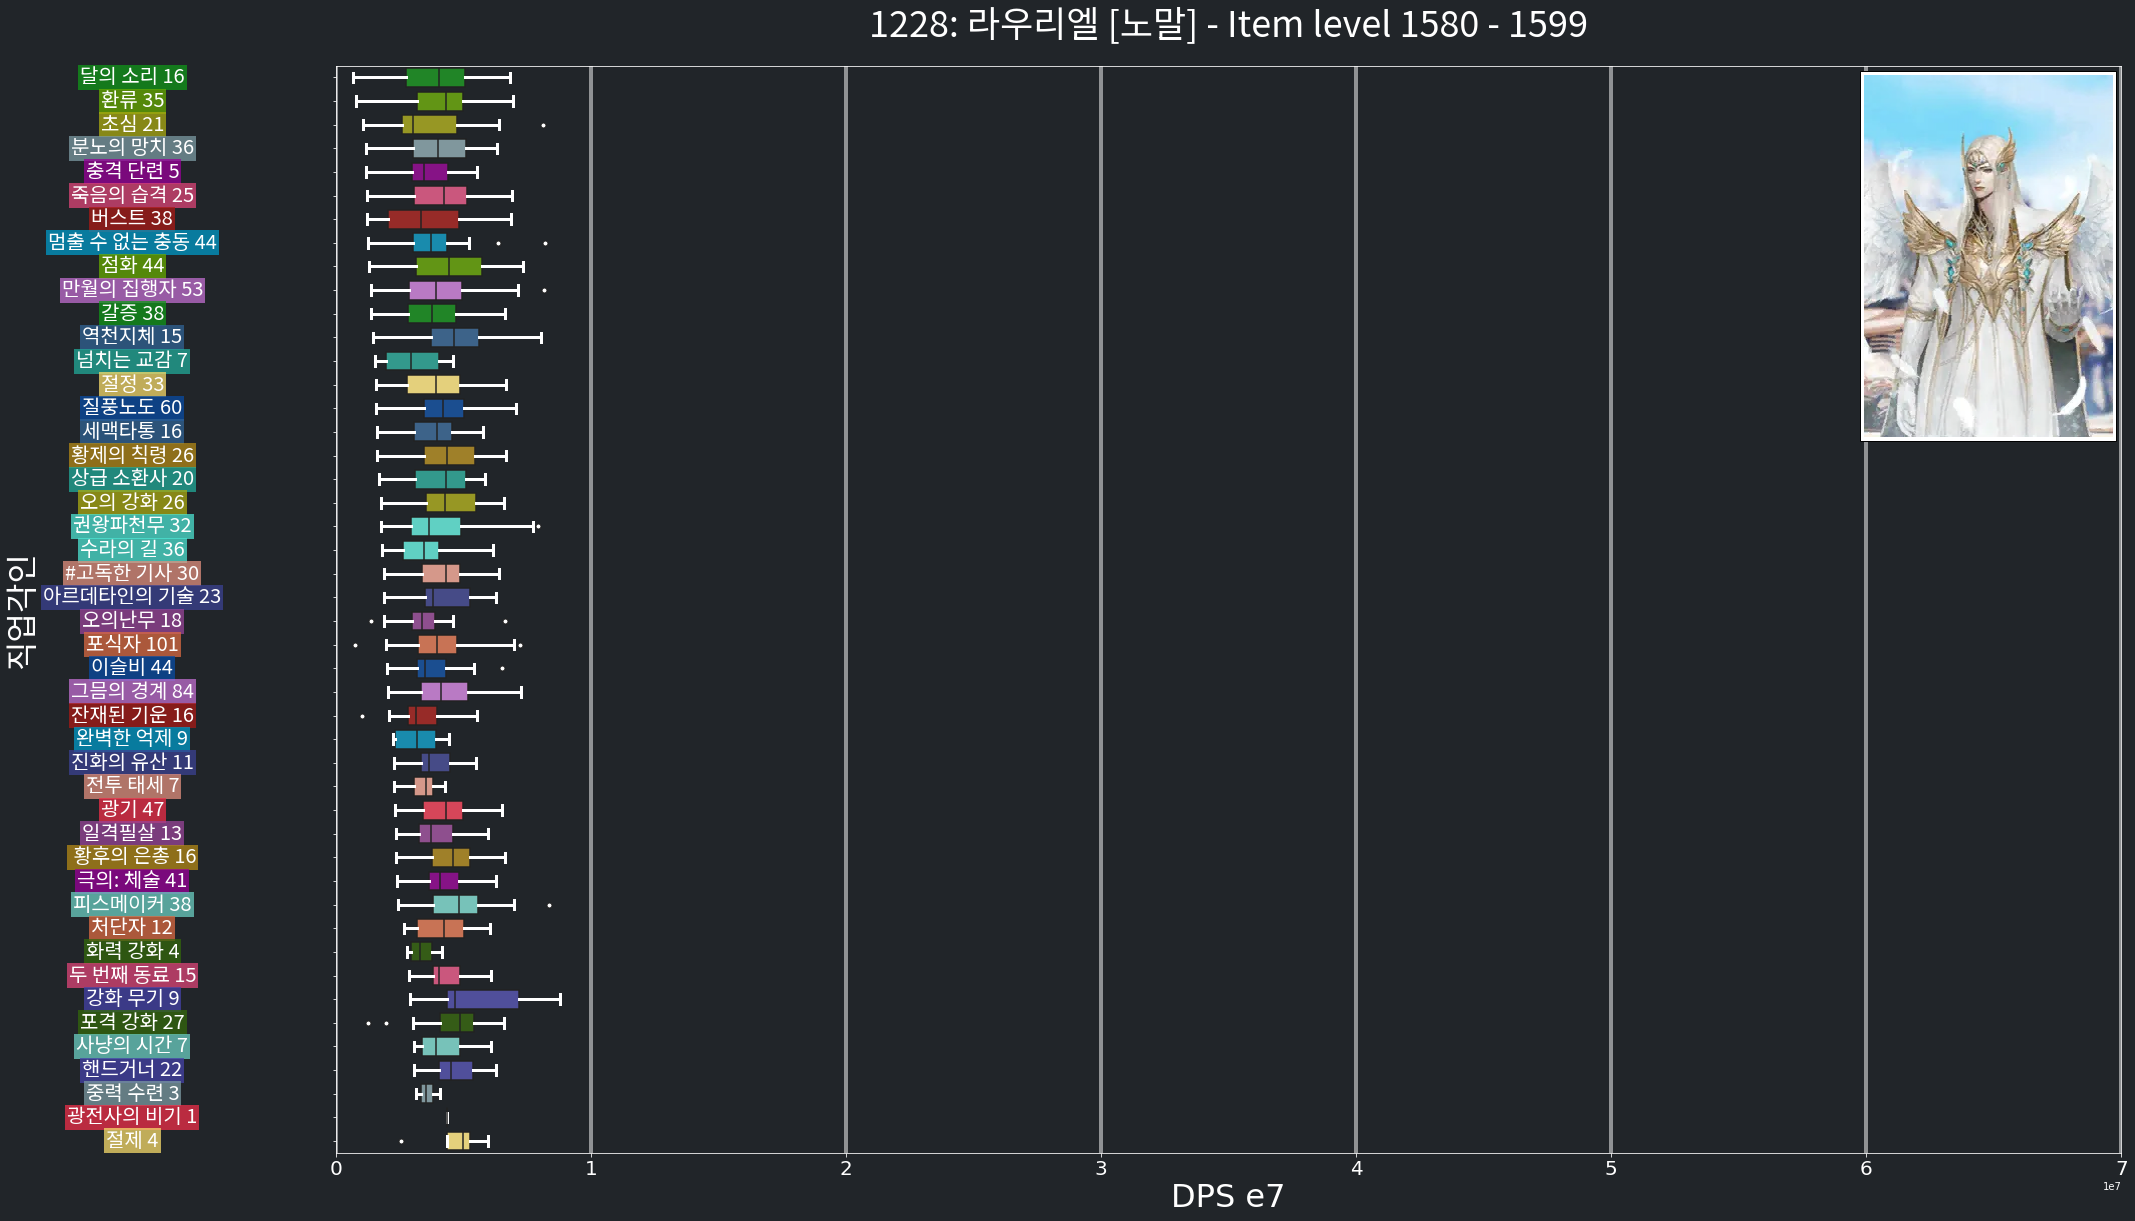 1228: 라우리엘 [노말] - Item level 1580 - 1599
달의 소리 16
환류 35
초심 21
분노의 망치 36
충격 단련 5
죽음의 습격 25
버스트 38
멈출 수 없는 충동 44
점화 44
만월의 집행자 53
갈증 38
역천지체 15
넘치는 교감 7
절정 33
질풍노도 60
세맥타통 16
황제의 칙령 26
상급 소환사 20
오의 강화 26
권왕파천무 32
수라의 길 36
#고독한 기사 30
아르데타인의 기술 23
오의난무 18
포식자 101
이슬비 44
그믐의 경계 84
잔재된 기운 16
완벽한 억제 9
진화의 유산 11
전투 태세 7
광기 47
일격필살 13
황후의 은총 16
극의: 체술 41
피스메이커 38
처단자 12
화력 강화 4
두 번째 동료 15
강화 무기 9
포격 강화 27
사냥의 시간 7
핸드거너 22
중력 수련 3
광전사의 비기 1
절제 4
직업각인
0 1 2 3 4 5 6 7
1e7
DPS e7